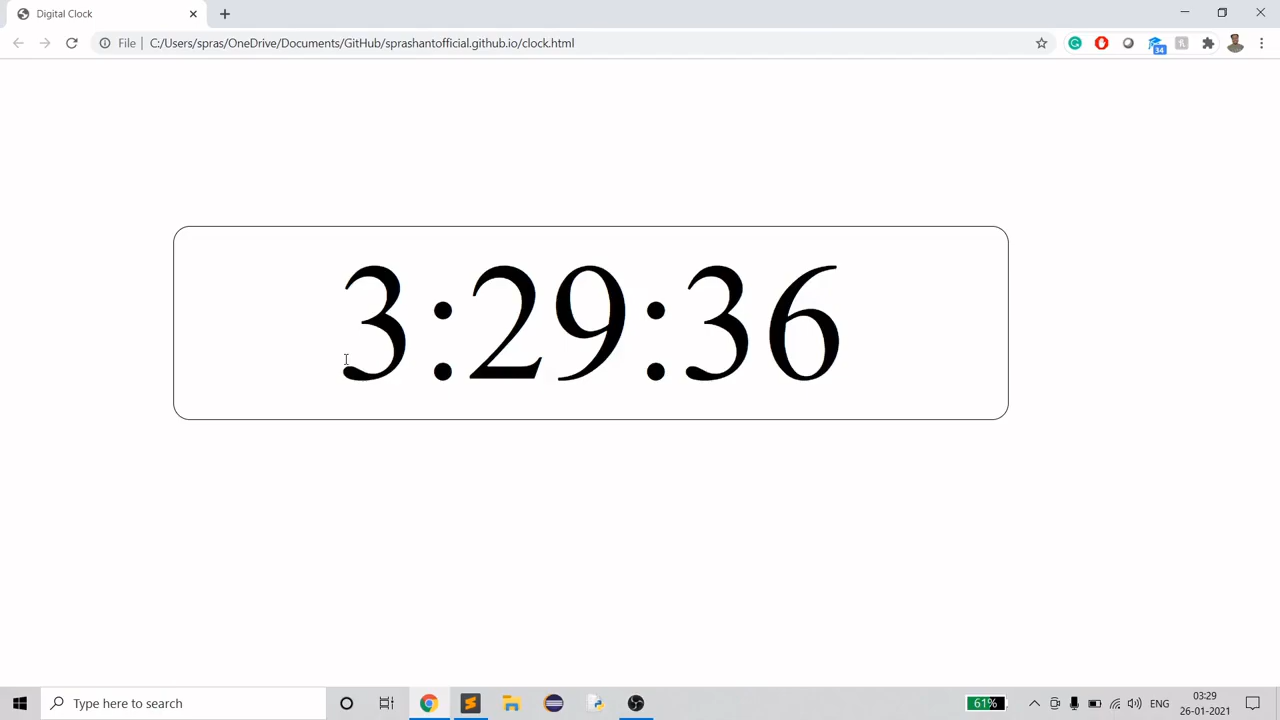 Digital Clock
File
C:/Users/spras/OneDrive/Documents/GitHub/sprashantofficial.github.io/clock.html
34
3:29:36
Type here to search
61%
ENG
03:29
26-01-2021